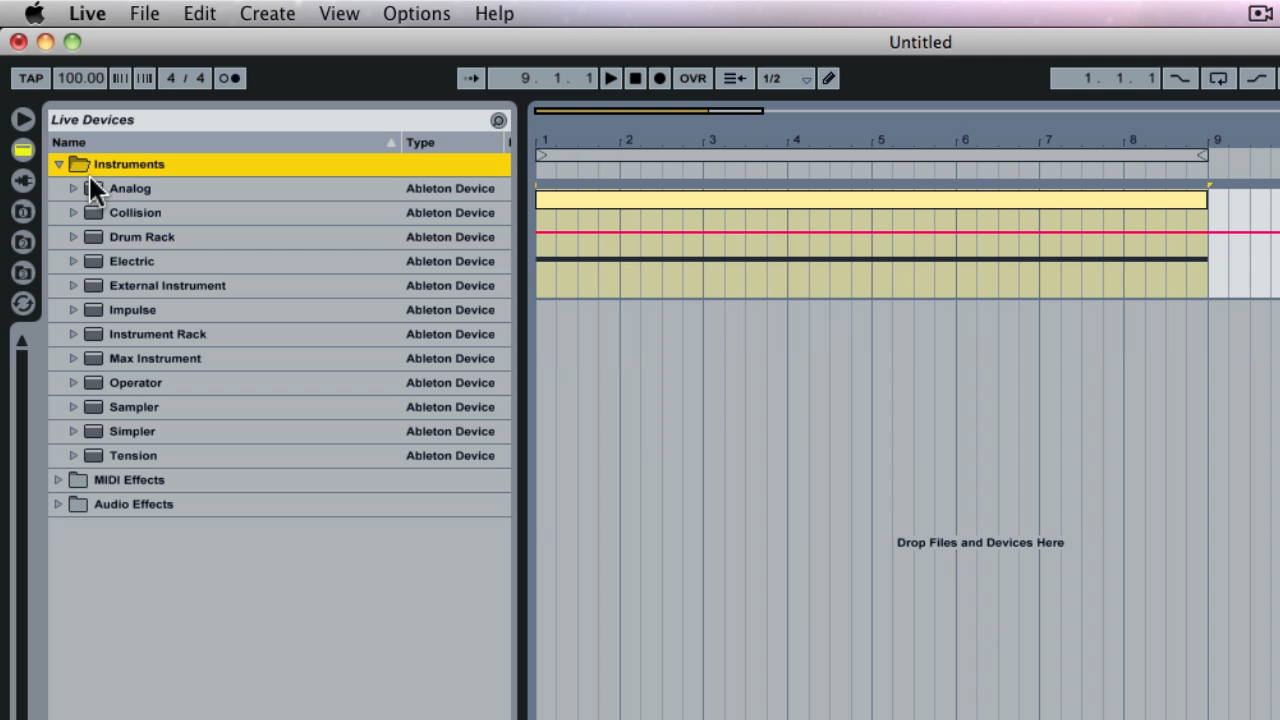 Live File Edit Create View Options Help
Untitled
TAP 100.00 4 / 4 9. 1. 1 OVR 1/2 1. 1. 1
Live Devices
Name Type
1 2 3 4 5 6 7 8 9
Instruments
Analog Ableton Device
Collision Ableton Device
Drum Rack Ableton Device
Electric Ableton Device
External Instrument Ableton Device
Impulse Ableton Device
Instrument Rack Ableton Device
Max Instrument Ableton Device
Operator Ableton Device
Sampler Ableton Device
Simpler Ableton Device
Tension Ableton Device
MIDI Effects
Audio Effects
Drop Files and Devices Here